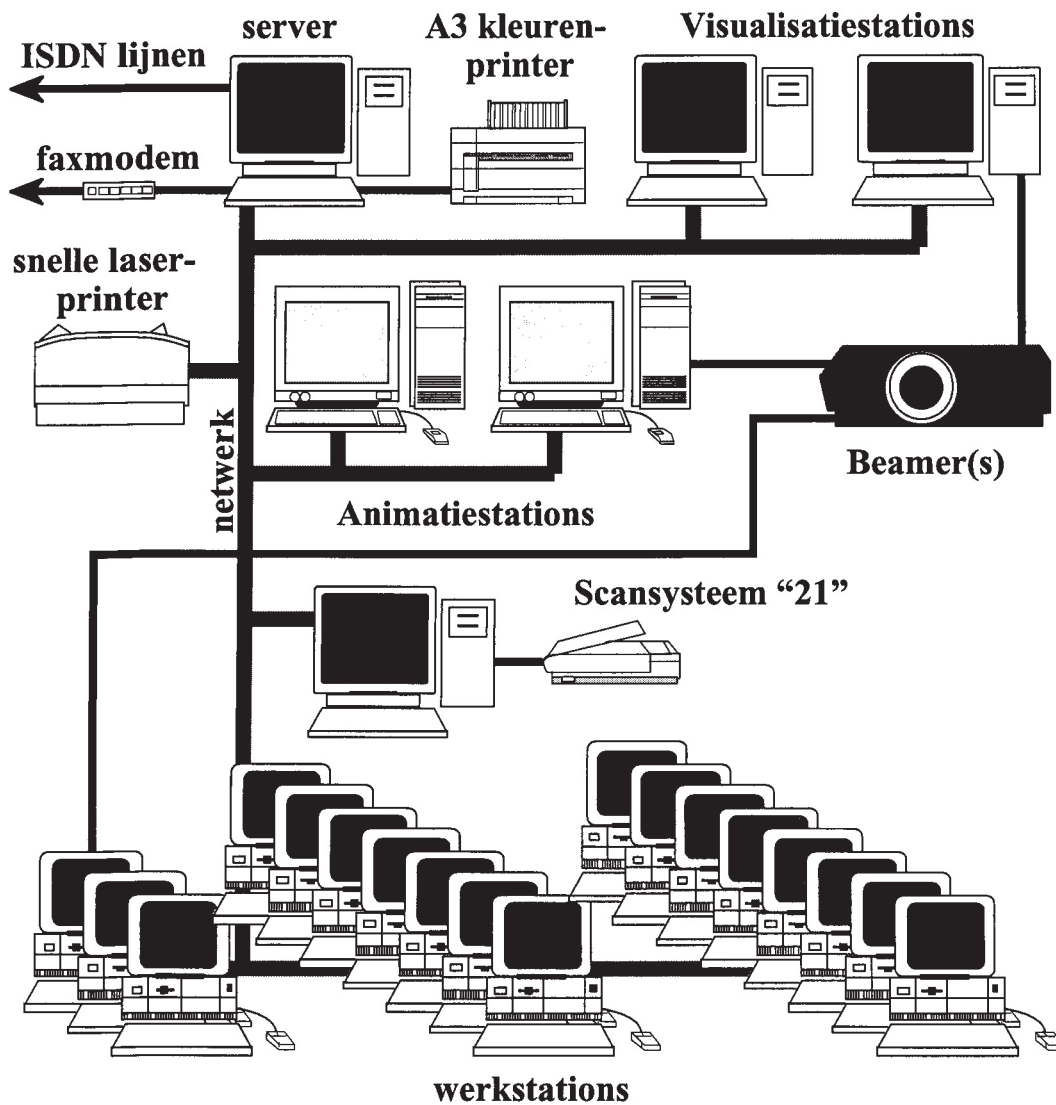 server
A3 kleuren-
printer
Visualisatiestations
ISDN lijnen
faxmodem
snelle laser-
printer
netwerk
Beamer(s)
Animatiestations
Scansysteem “21”
werkstations